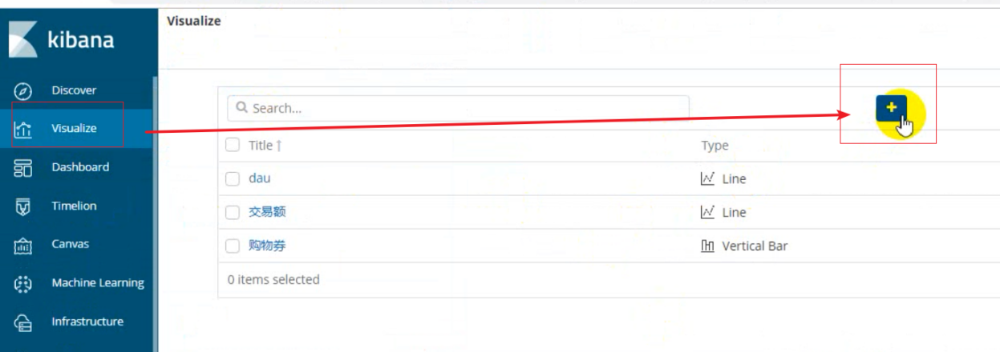 Visualize
kibana
Discover
Visualize
Dashboard
Timelion
Canvas
Machine Learning
Infrastructure
Search...
Title Type
dau Line
交易额 Line
购物券 Vertical Bar
0 items selected